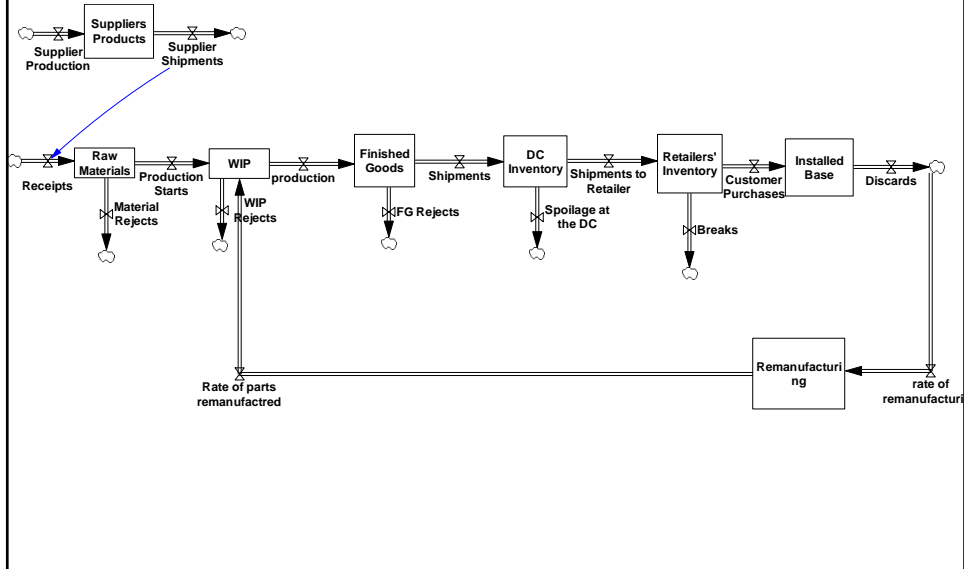 Suppliers
Products
Supplier
Production
Supplier
Shipments
Receipts
Raw
Materials
Production
Starts
WIP
production
Finished
Goods
Shipments
DC
Inventory
Shipments to
Retailer
Retailers'
Inventory
Customer
Purchases
Installed
Base
Discards
Material
Rejects
WIP
Rejects
FG Rejects
Spoilage at
the DC
Breaks
Remanufacturi
ng
Rate of parts
remanufactred
rate of
remanufacturi